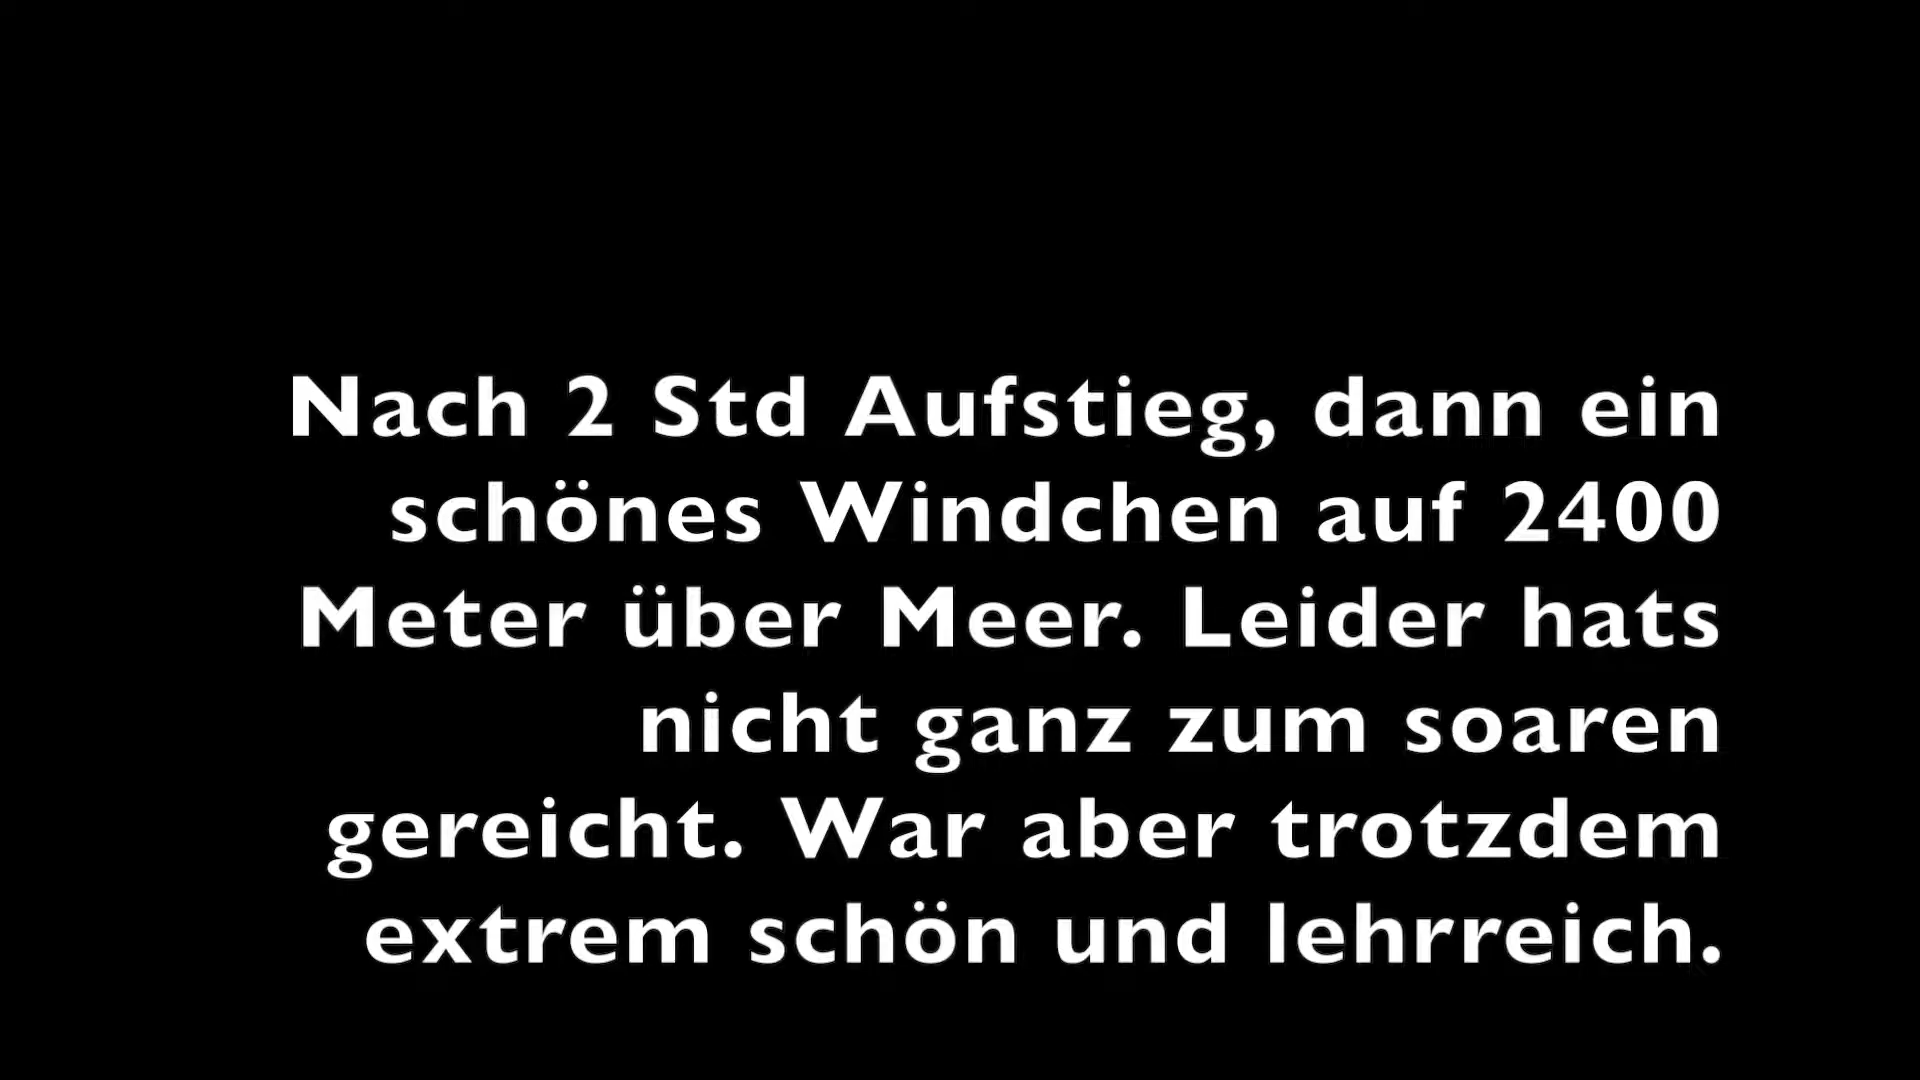 Nach 2 Std Aufstieg, dann ein
schönes Windchen auf 2400
Meter über Meer. Leider hats
nicht ganz zum soaren
gereicht. War aber trotzdem
extrem schön und lehrreich.